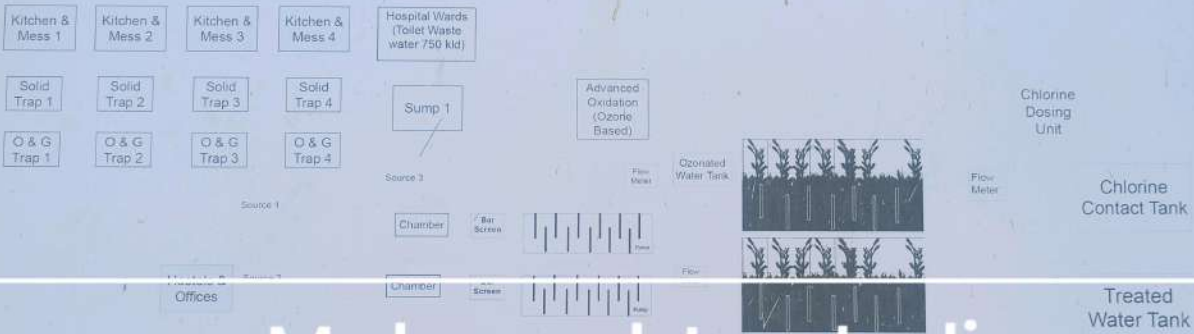 Kitchen &
Mess 1
Kitchen &
Mess 2
Kitchen &
Mess 3
Kitchen &
Mess 4
Hospital Wards
(Toilet Waste
water 750 kld)
Solid
Trap 1
Solid
Trap 2
Solid
Trap 3
Solid
Trap 4
Sump 1
Advanced
Oxidation
(Ozone
Based)
Chlorine
Dosing
Unit
O & G
Trap 1
O & G
Trap 2
O & G
Trap 3
O & G
Trap 4
Source 3
Flow
Meter
Ozonated
Water Tank
Flow
Meter
Chlorine
Contact Tank
Source 1
Chamber
Bar
Screen
Pump
Offices
Chamber
Screen
Pump
Flow
Treated
Water Tank